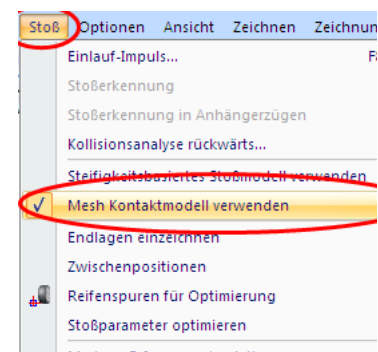 Stoß Optionen Ansicht Zeichnen Zeichnun
Einlauf-Impuls... F
Stoßerkennung
Stoßerkennung in Anhängerzügen
Kollisionsanalyse rückwärts...
Steifigkeitsbasiertes Stoßmodell verwenden
Mesh Kontaktmodell verwenden
Endlagen einzeichnen
Zwischenpositionen
Reifenspuren für Optimierung
Stoßparameter optimieren